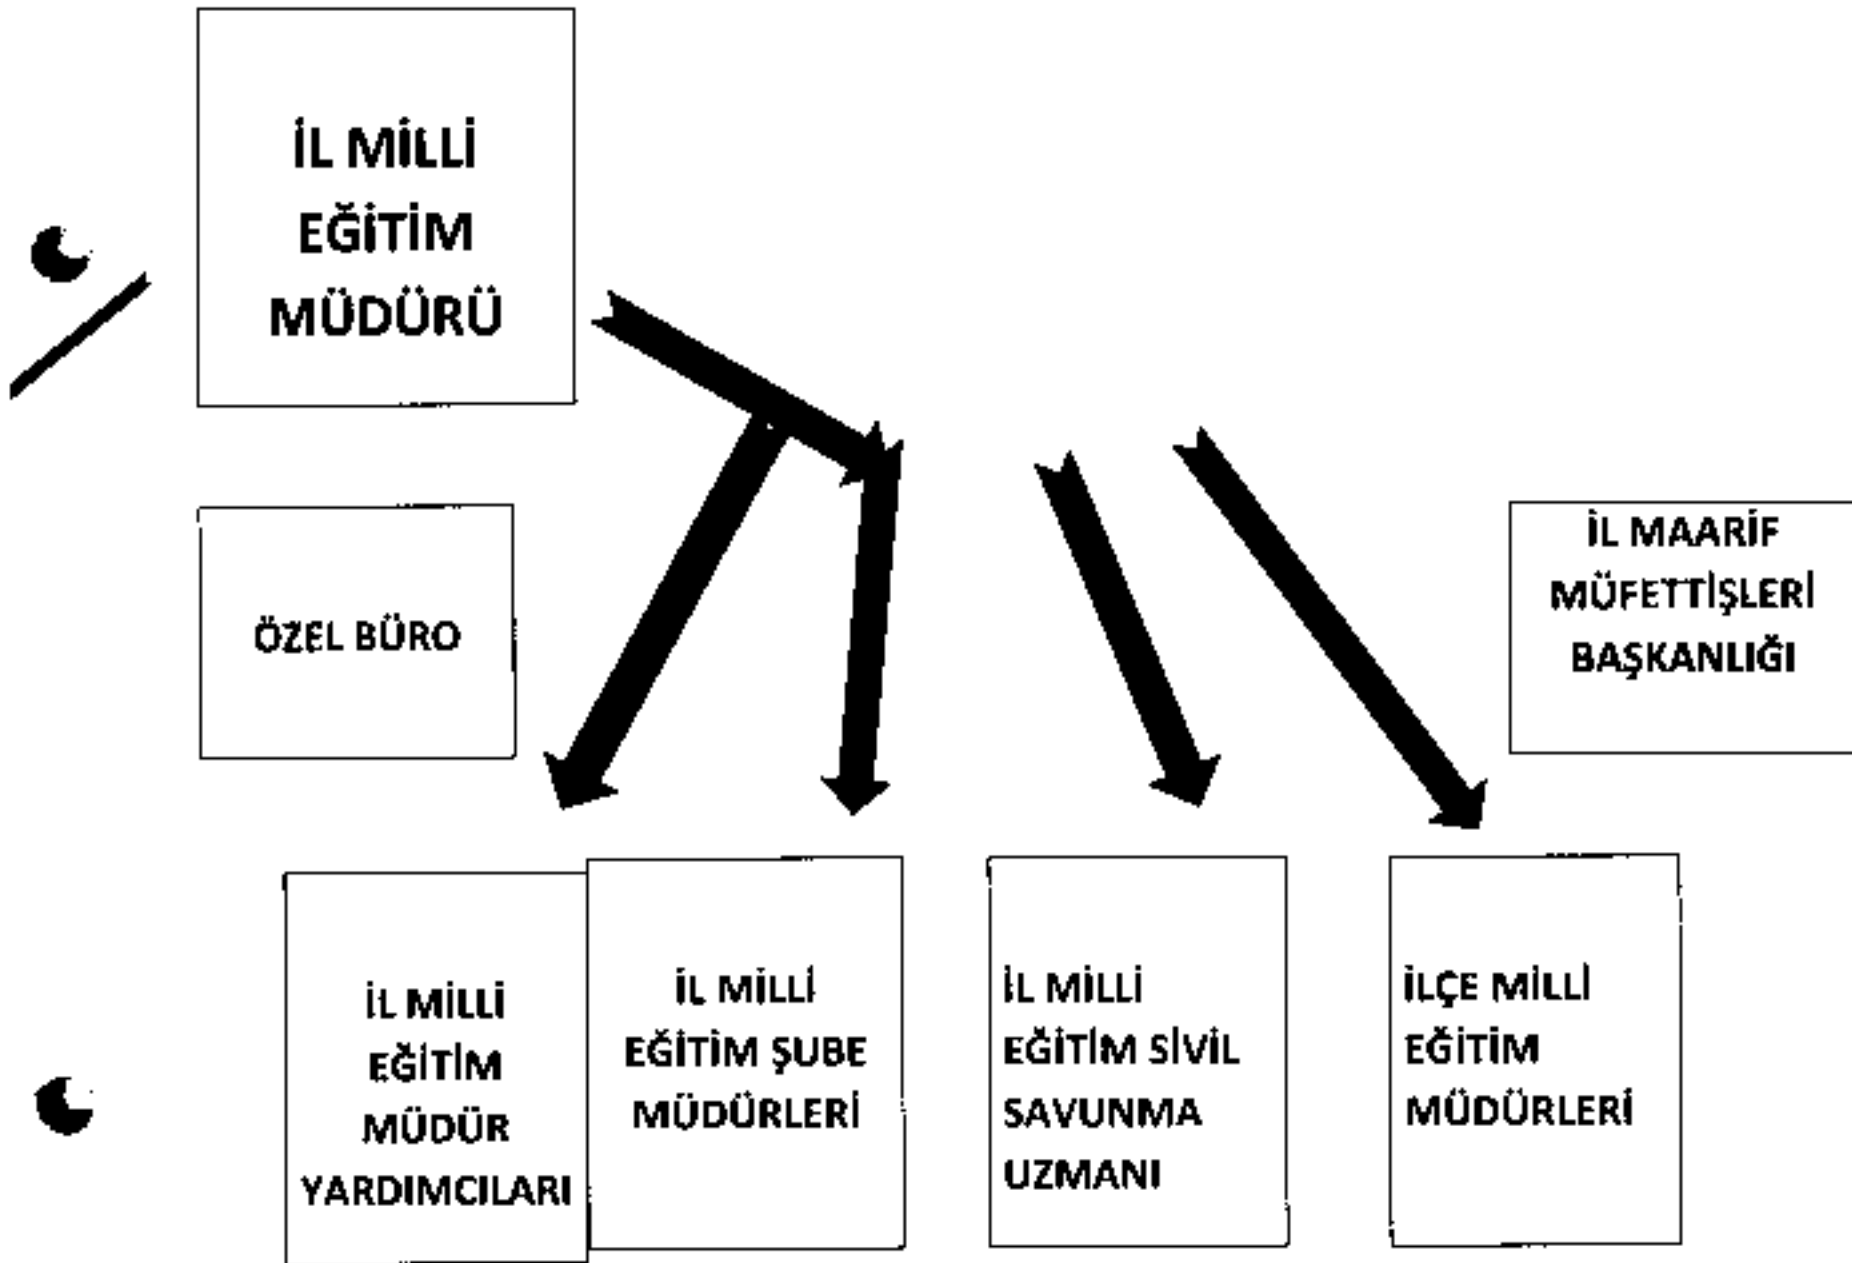 İL MİLLİ
EĞİTİM
MÜDÜRÜ
ÖZEL BÜRO
İL MAARİF
MÜFETTİŞLERİ
BAŞKANLIĞI
İL MİLLİ
EĞİTİM
MÜDÜR
YARDIMCILARI
İL MİLLİ
EĞİTİM ŞUBE
MÜDÜRLERİ
İL MİLLİ
EĞİTİM SİVİL
SAVUNMA
UZMANI
İLÇE MİLLİ
EĞİTİM
MÜDÜRLERİ